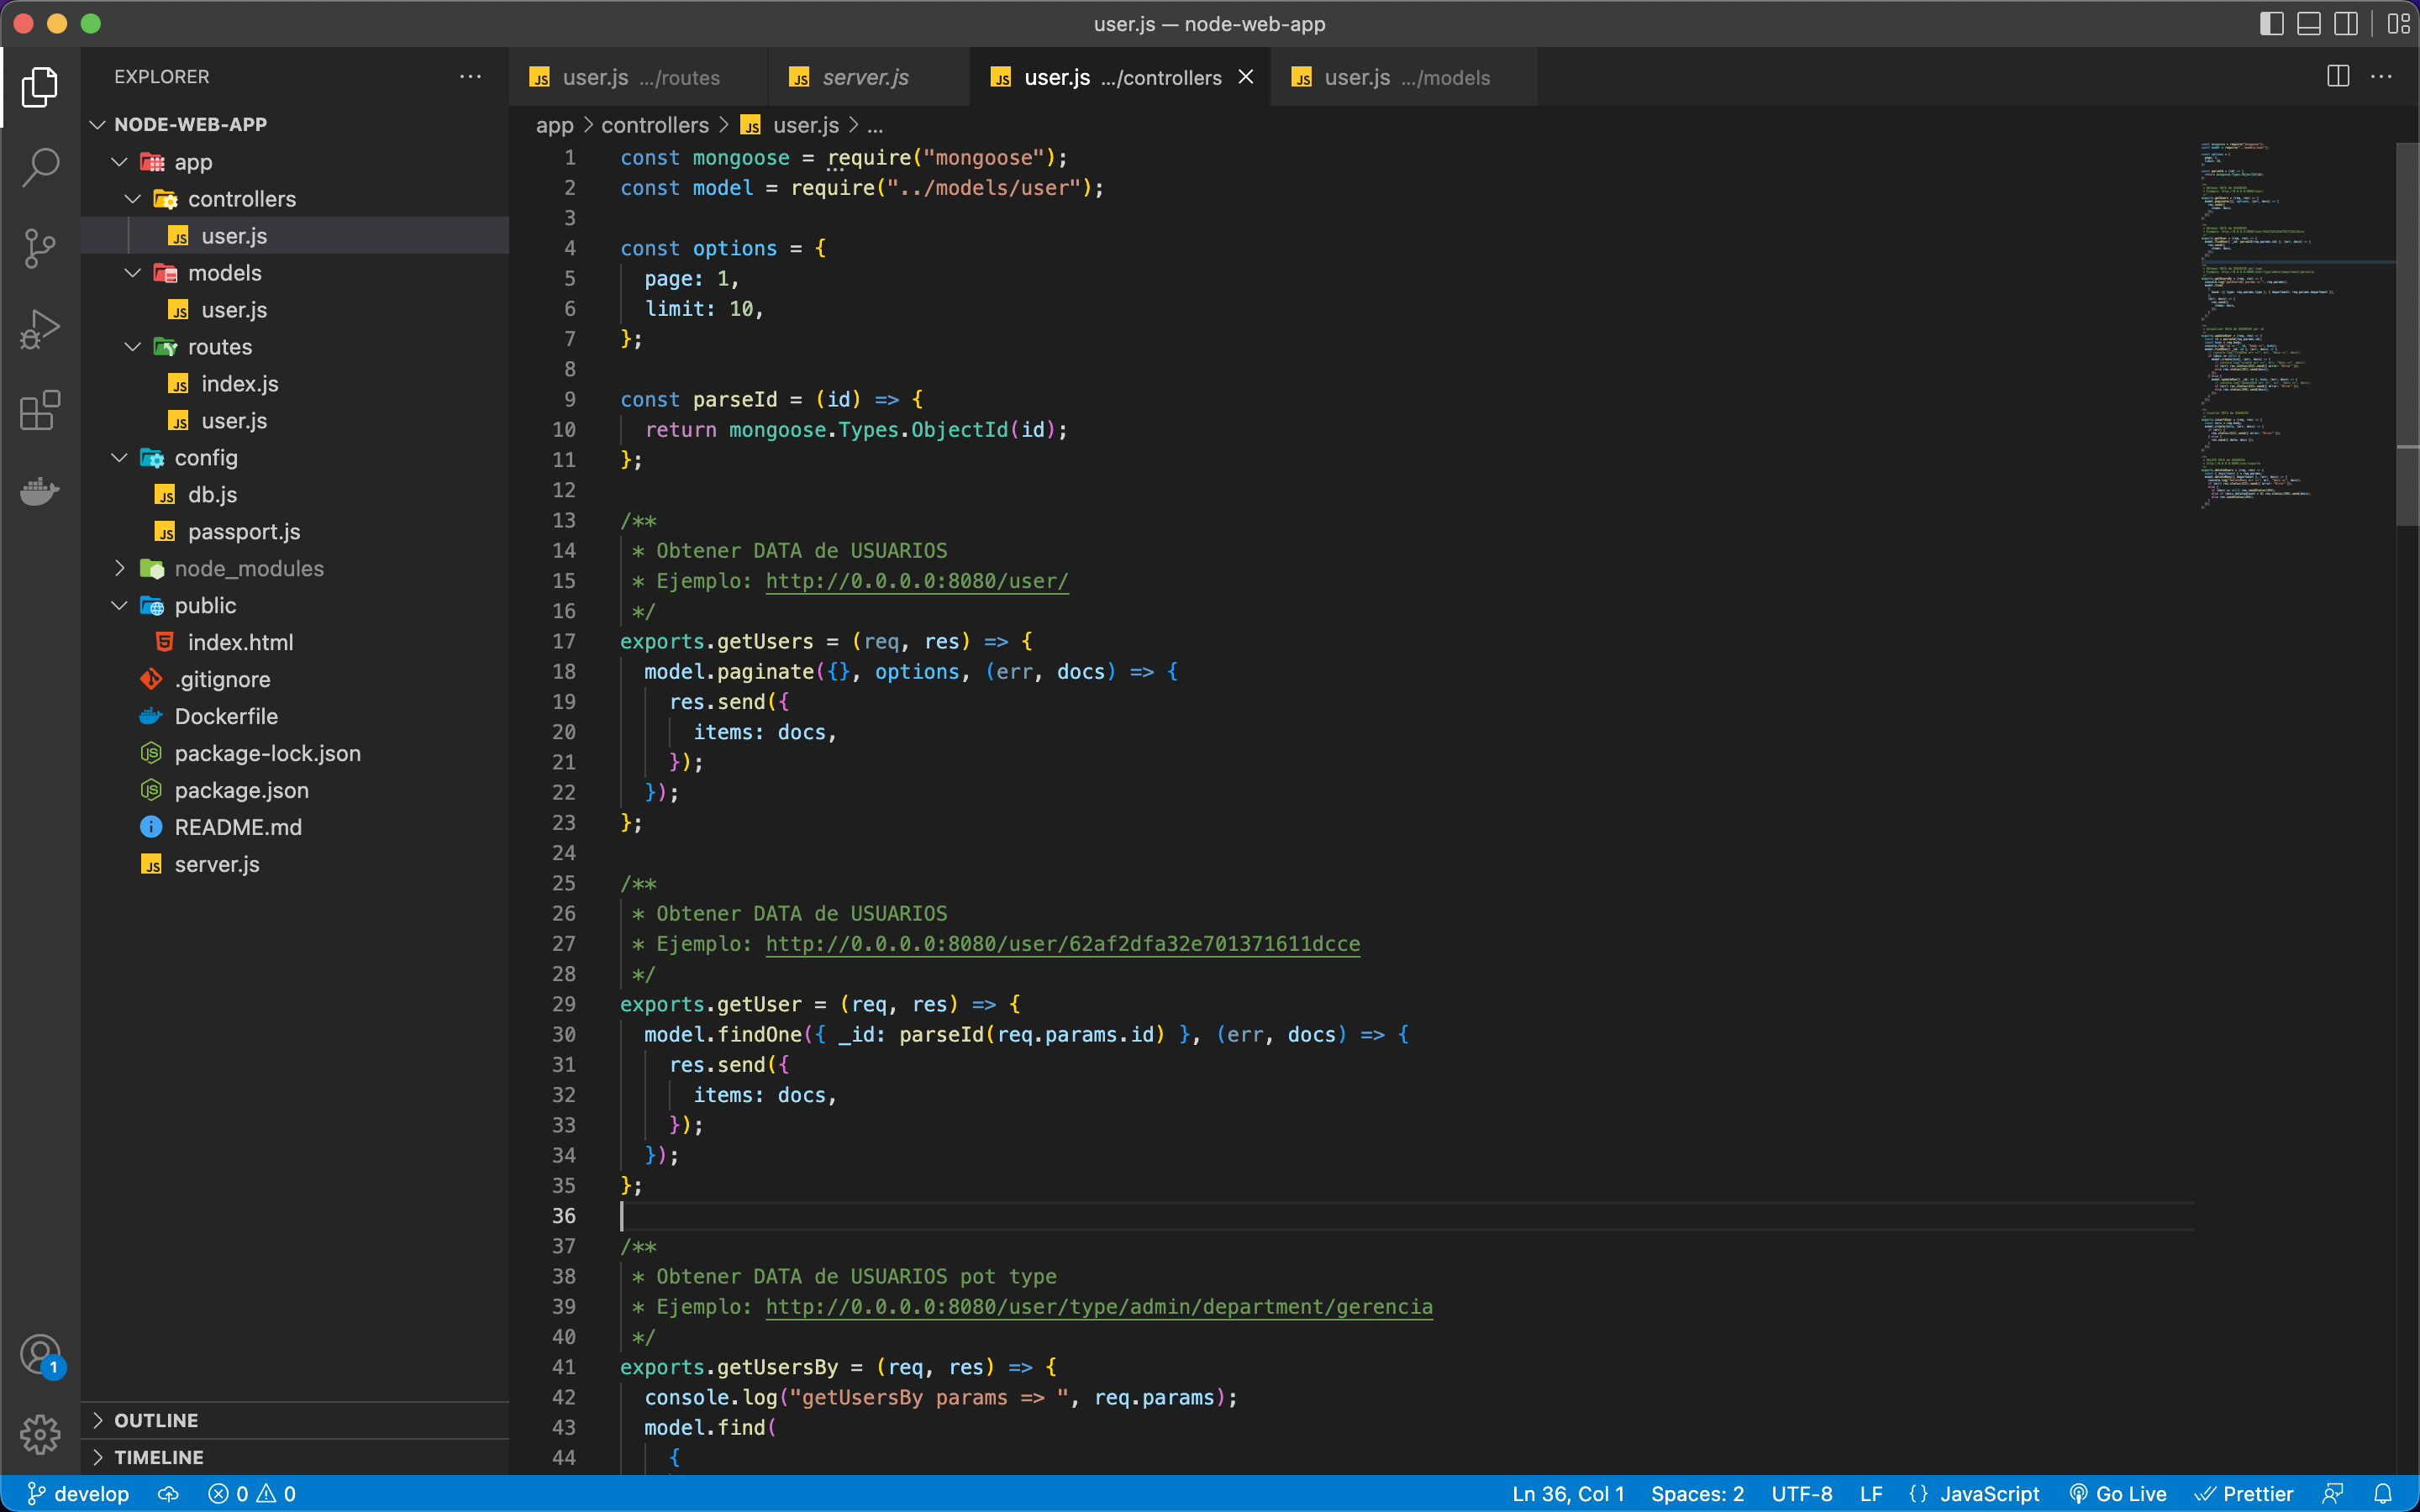 user.js — node-web-app
EXPLORER
NODE-WEB-APP
app
controllers
user.js
models
user.js
routes
index.js
user.js
config
db.js
passport.js
node_modules
public
index.html
.gitignore
Dockerfile
package-lock.json
package.json
README.md
server.js
OUTLINE
TIMELINE
user.js .../routes
server.js
user.js .../controllers
user.js .../models
app > controllers > user.js > ...
1 const mongoose = require("mongoose");
2 const model = require("../models/user");
3
4 const options = {
5 page: 1,
6 limit: 10,
7 };
8
9 const parseId = (id) => {
10 return mongoose.Types.ObjectId(id);
11 };
12
13 /**
14 * Obtener DATA de USUARIOS
15 * Ejemplo: http://0.0.0.0:8080/user/
16 */
17 exports.getUsers = (req, res) => {
18 model.paginate({}, options, (err, docs) => {
19 res.send({
20 items: docs,
21 });
22 });
23 };
24
25 /**
26 * Obtener DATA de USUARIOS
27 * Ejemplo: http://0.0.0.0:8080/user/62af2dfa32e701371611dcce
28 */
29 exports.getUser = (req, res) => {
30 model.findOne({ _id: parseId(req.params.id) }, (err, docs) => {
31 res.send({
32 items: docs,
33 });
34 });
35 };
36
37 /**
38 * Obtener DATA de USUARIOS pot type
39 * Ejemplo: http://0.0.0.0:8080/user/type/admin/department/gerencia
40 */
41 exports.getUsersBy = (req, res) => {
42 console.log("getUsersBy params => ", req.params);
43 model.find(
44 {
1
develop
0 0
Ln 36, Col 1
Spaces: 2
UTF-8
LF
{} JavaScript
Go Live
Prettier